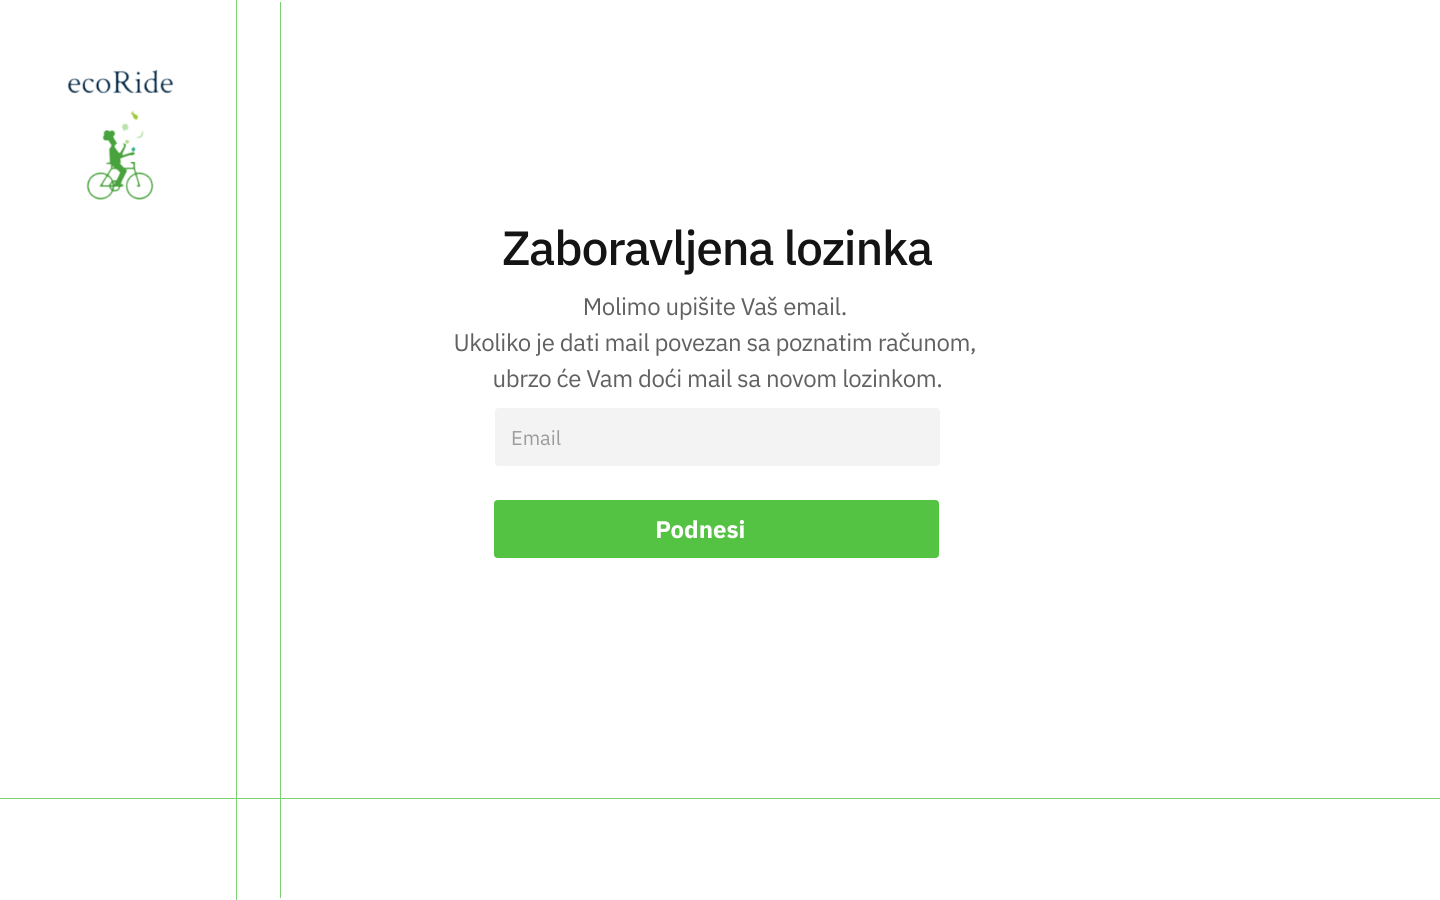 ecoRide
Zaboravljena lozinka
Molimo upišite Vaš email.
Ukoliko je dati mail povezan sa poznatim računom,
ubrzo će Vam doći mail sa novom lozinkom.
Email
Podnesi